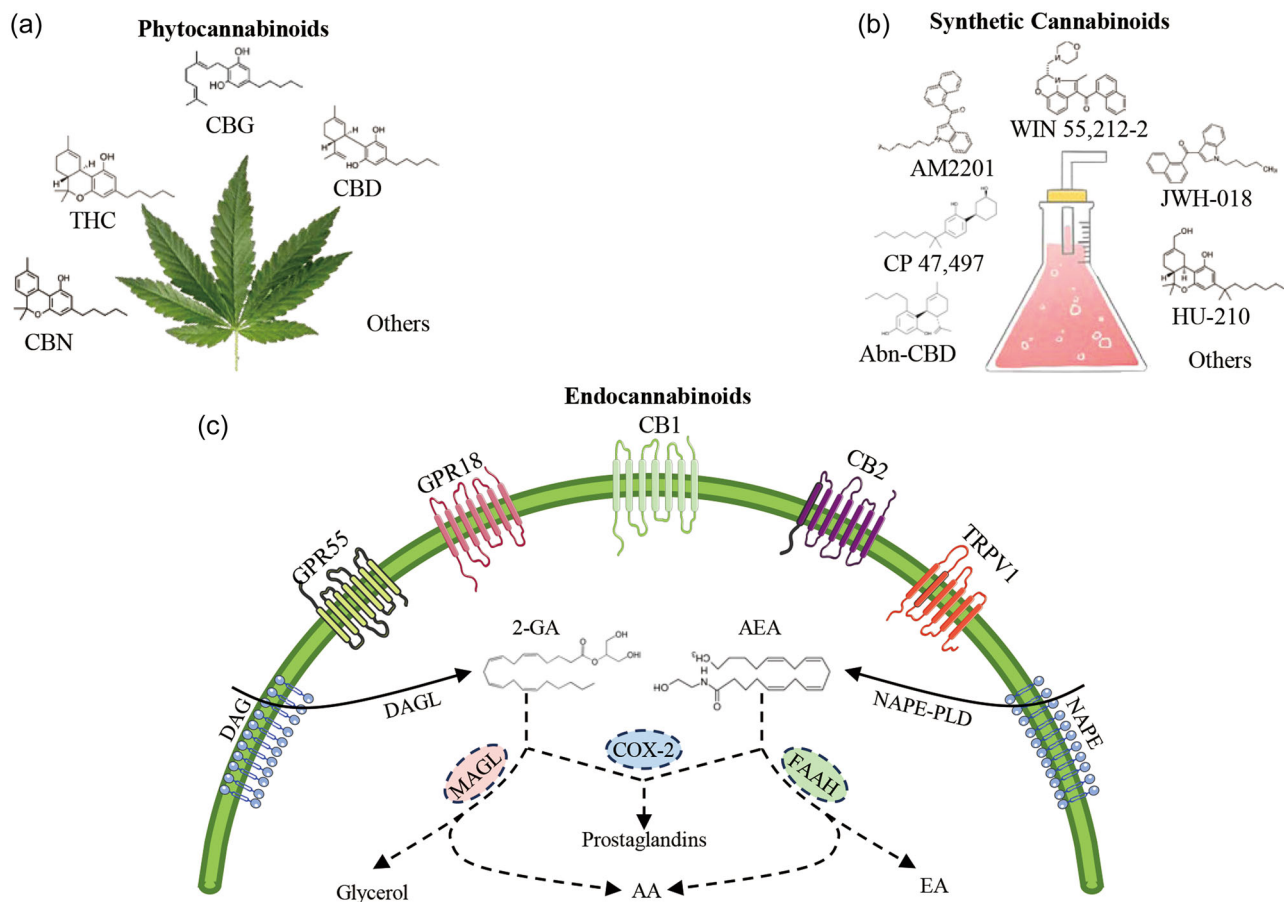 (a)
Phytocannabinoids
CBG
CBD
THC
CBN
Others
(b)
Synthetic Cannabinoids
WIN 55,212-2
AM2201
JWH-018
CP 47,497
HU-210
Abn-CBD
Others
Endocannabinoids
(c)
CB1
GPR18
CB2
GPR55
TRPV1
2-GA
AEA
DAG
DAGL
NAPE-PLD
NAPE
MAGL
COX-2
FAAH
Prostaglandins
Glycerol
AA
EA